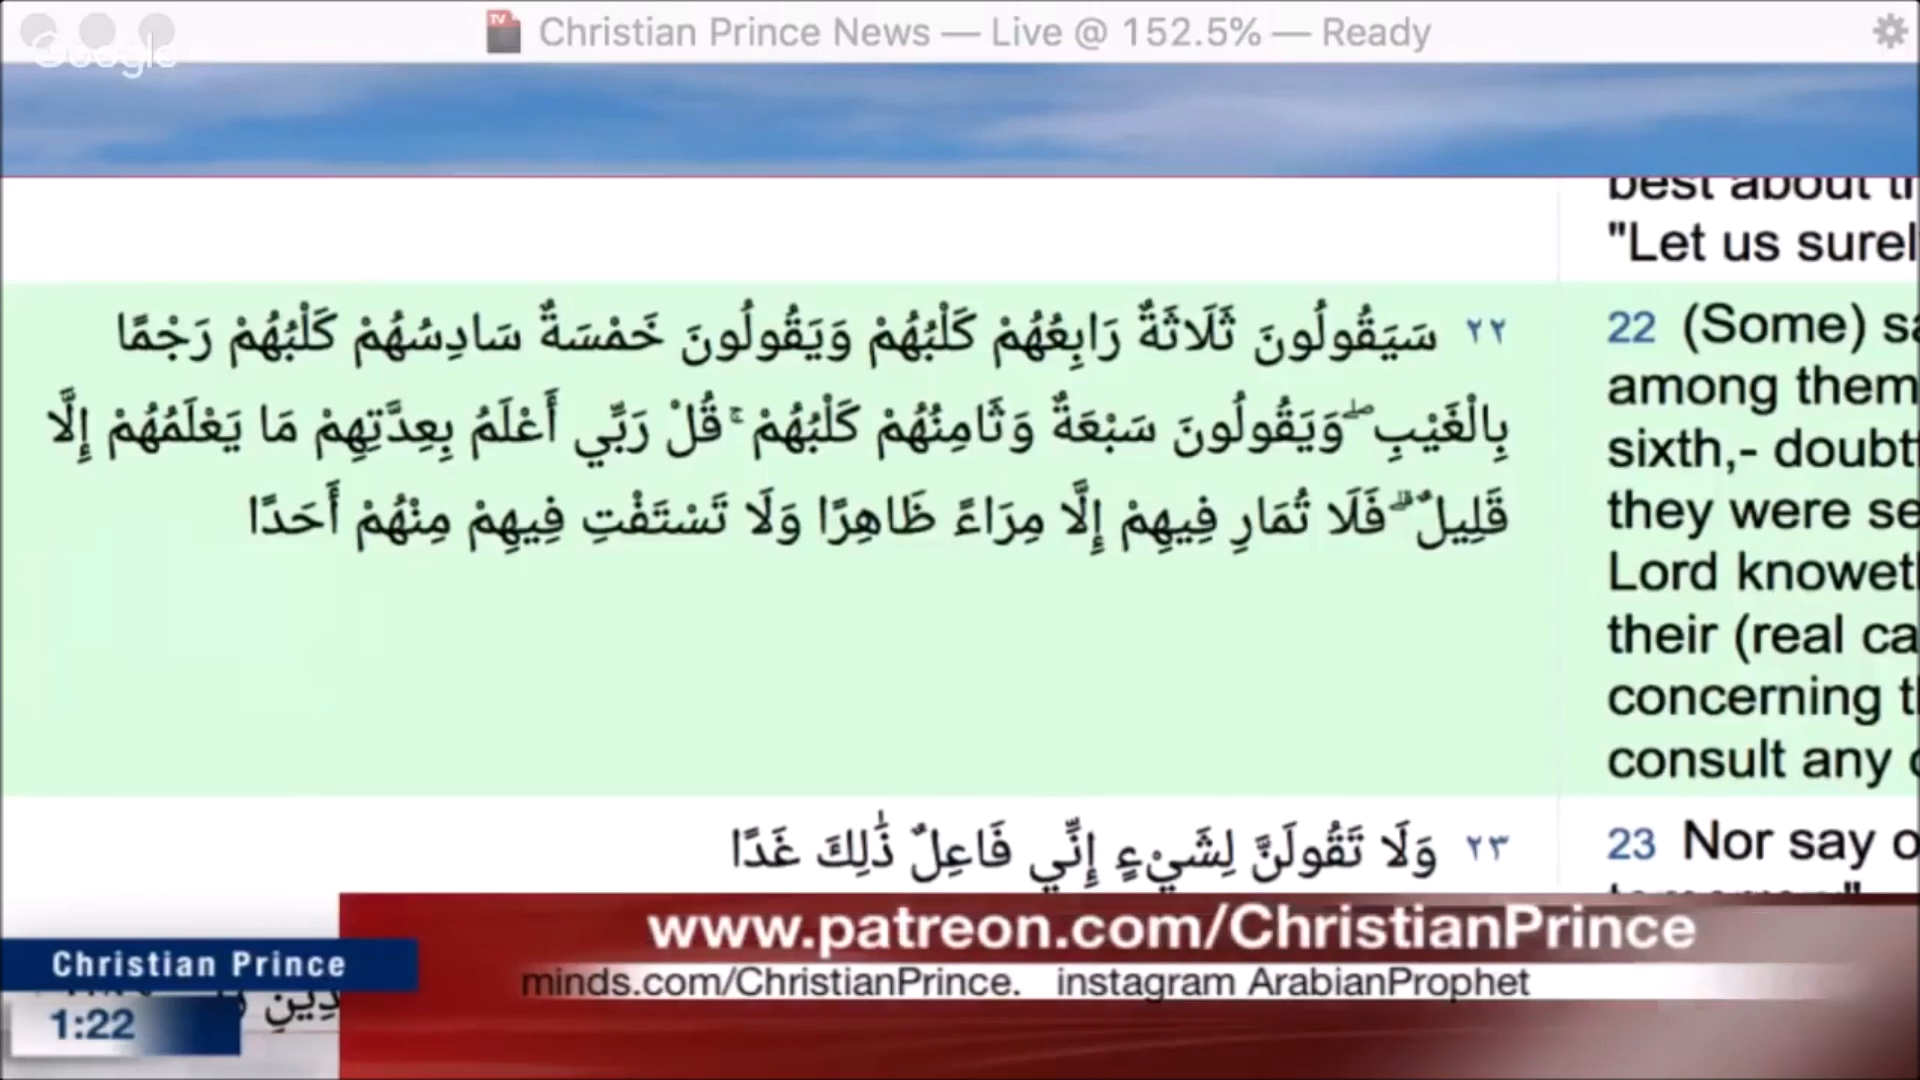 Christian Prince News — Live @ 152.5% — Ready
Google
best about
"Let us surel
٢٢ سَيَقُولُونَ ثَلَاثَةٌ رَابِعُهُمْ كَلْبُهُمْ وَيَقُولُونَ خَمْسَةٌ سَادِسُهُمْ كَلْبُهُمْ رَجْمًا
بِالْغَيْبِ ۖ وَيَقُولُونَ سَبْعَةٌ وَثَامِنُهُمْ كَلْبُهُمْ ۚ قُلْ رَبِّي أَعْلَمُ بِعِدَّتِهِمْ مَا يَعْلَمُهُمْ إِلَّا
قَلِيلٌ ۗ فَلَا تُمَارِ فِيهِمْ إِلَّا مِرَاءً ظَاهِرًا وَلَا تَسْتَفْتِ فِيهِمْ مِنْهُمْ أَحَدًا
22 (Some) sa
among them
sixth,- doubt
they were se
Lord knowet
their (real ca
concerning t
consult any
٢٣ وَلَا تَقُولَنَّ لِشَيْءٍ إِنِّي فَاعِلٌ ذَٰلِكَ غَدًا
23 Nor say o
www.patreon.com/ChristianPrince
Christian Prince
minds.com/ChristianPrince. instagram ArabianProphet
1:22